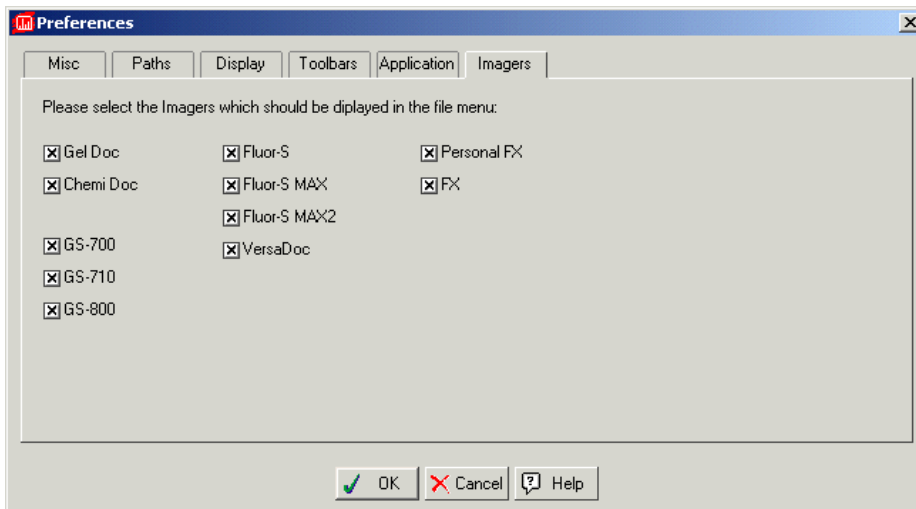 Preferences
Misc Paths Display Toolbars Application Imagers
Please select the Imagers which should be diplayed in the file menu:
Gel Doc Fluor-S Personal FX
Chemi Doc Fluor-S MAX FX
Fluor-S MAX2
GS-700 VersaDoc
GS-710
GS-800
OK Cancel Help